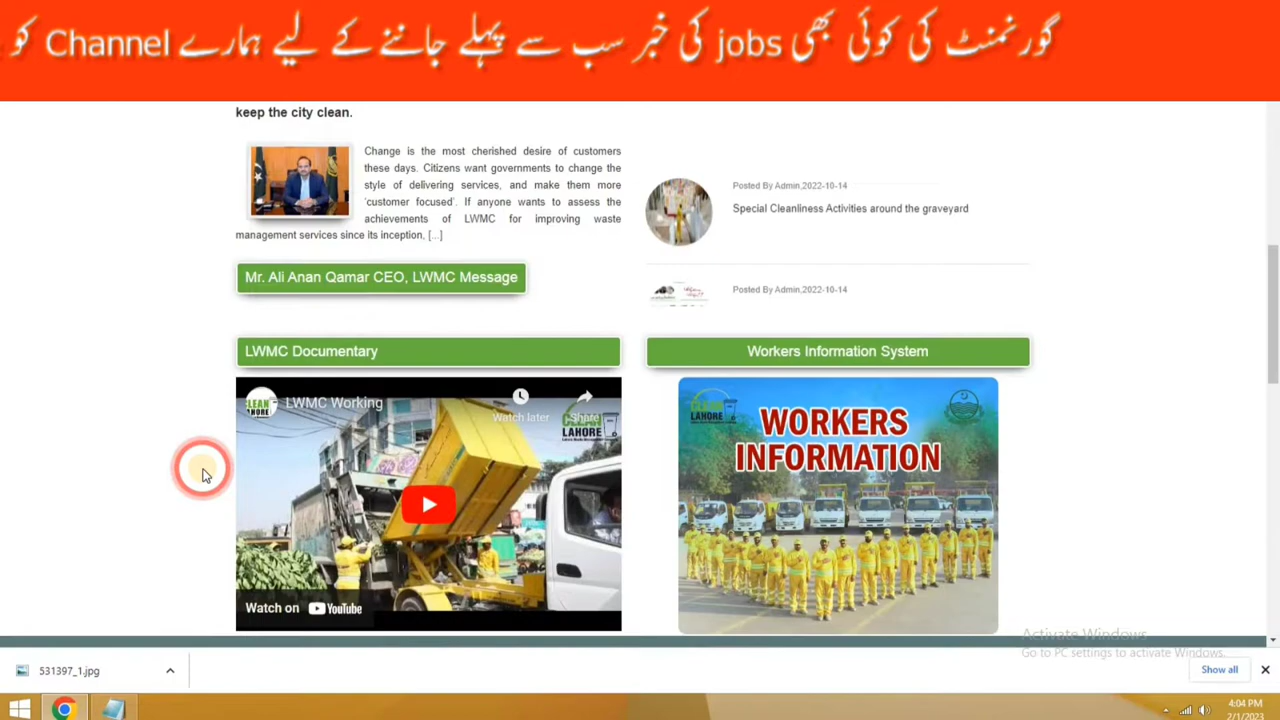 گورنمنٹ کی کوئی بھی jobs کی خبر سب سے پہلے جاننے کے لیے ہمارے Channel کو
keep the city clean.
Change is the most cherished desire of customers
these days. Citizens want governments to change the
style of delivering services, and make them more
'customer focused'. If anyone wants to assess the
achievements of LWMC for improving waste
management services since its inception, [...]
Mr. Ali Anan Qamar CEO, LWMC Message
Posted By Admin,2022-10-14
Special Cleanliness Activities around the graveyard
Posted By Admin,2022-10-14
LWMC Documentary
Workers Information System
CLEAN
LWMC Working
Watch later
Share
CLEAN
LAHORE
Watch on YouTube
CLEAN
LAHORE
WORKERS
INFORMATION
Activate Windows
Go to PC settings to activate Windows.
531397_1.jpg
Show all
4:04 PM
2/1/2023